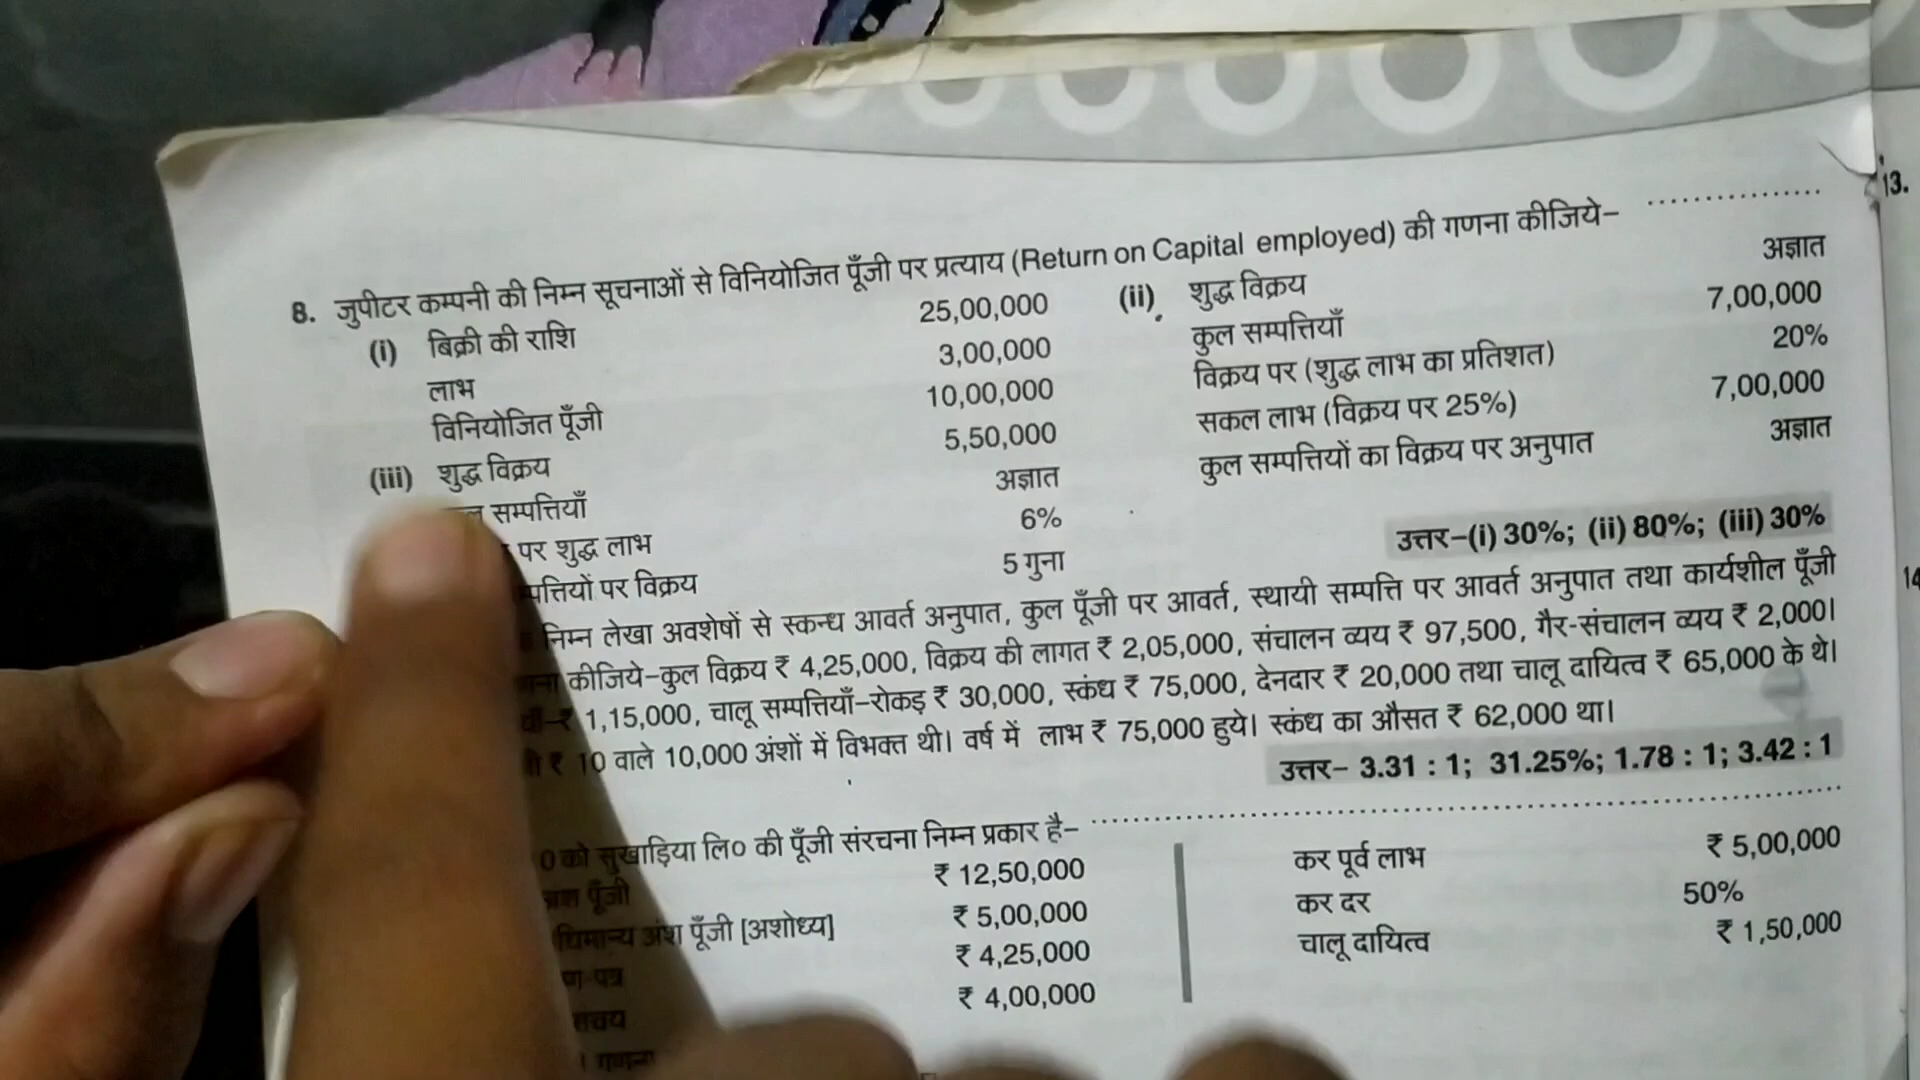 8. जुपीटर कम्पनी की निम्न सूचनाओं से विनियोजित पूँजी पर प्रत्याय (Return on Capital employed) की गणना कीजिये–
(i) बिक्री की राशि 25,00,000
लाभ 3,00,000
विनियोजित पूँजी 10,00,000
(iii) शुद्ध विक्रय 5,50,000
सम्पत्तियाँ अज्ञात
पर शुद्ध लाभ 6%
पर विक्रय 5 गुना
(ii) शुद्ध विक्रय अज्ञात
कुल सम्पत्तियाँ 7,00,000
विक्रय पर (शुद्ध लाभ का प्रतिशत) 20%
सकल लाभ (विक्रय पर 25%) 7,00,000
कुल सम्पत्तियों का विक्रय पर अनुपात अज्ञात
उत्तर–(i) 30%; (ii) 80%; (iii) 30%
निम्न लेखा अवशेषों से स्कन्ध आवर्त अनुपात, कुल पूँजी पर आवर्त, स्थायी सम्पत्ति पर आवर्त अनुपात तथा कार्यशील पूँजी
कीजिये–कुल विक्रय ₹ 4,25,000, विक्रय की लागत ₹ 2,05,000, संचालन व्यय ₹ 97,500, गैर-संचालन व्यय ₹ 2,000।
₹ 1,15,000, चालू सम्पत्तियाँ–रोकड़ ₹ 30,000, स्कंध ₹ 75,000, देनदार ₹ 20,000 तथा चालू दायित्व ₹ 65,000 के थे।
₹ 10 वाले 10,000 अंशों में विभक्त थी। वर्ष में लाभ ₹ 75,000 हुये। स्कंध का औसत ₹ 62,000 था।
उत्तर– 3.31 : 1; 31.25%; 1.78 : 1; 3.42 : 1
को सुखाड़िया लि० की पूँजी संरचना निम्न प्रकार है–
पूँजी ₹ 12,50,000
अंश पूँजी [अशोध्य] ₹ 5,00,000
₹ 4,25,000
₹ 4,00,000
कर पूर्व लाभ ₹ 5,00,000
कर दर 50%
चालू दायित्व ₹ 1,50,000
13.
14